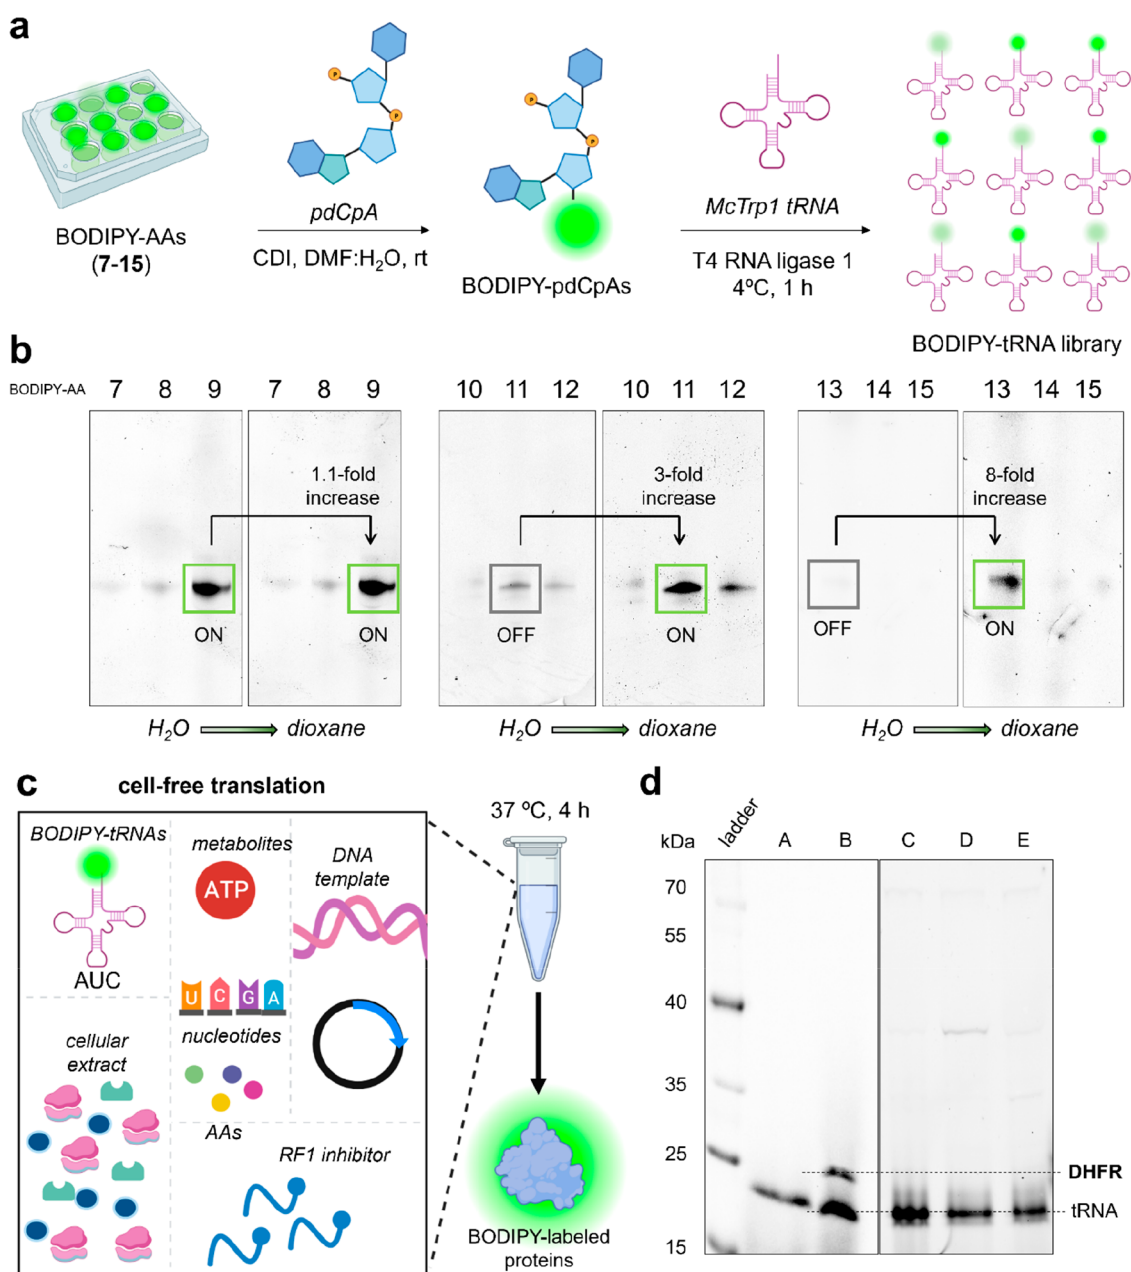 a
P
P
pdCpA
CDI, DMF:H₂O, rt
BODIPY-AAs
(7-15)
P
P
BODIPY-pdCpAs
McTrp1 tRNA
T4 RNA ligase 1
4ºC, 1 h
BODIPY-tRNA library
b
BODIPY-AA 7 8 9 7 8 9 10 11 12 10 11 12 13 14 15 13 14 15
1.1-fold
increase
3-fold
increase
8-fold
increase
ON
ON
OFF
ON
OFF
ON
H₂O dioxane
H₂O dioxane
H₂O dioxane
c
cell-free translation
BODIPY-tRNAs
AUC
metabolites
ATP
DNA
template
U C G A
nucleotides
AAs
cellular
extract
RF1 inhibitor
37 ºC, 4 h
BODIPY-labeled
proteins
d
kDa ladder A B C D E
70
55
40
35
25
DHFR
tRNA
15